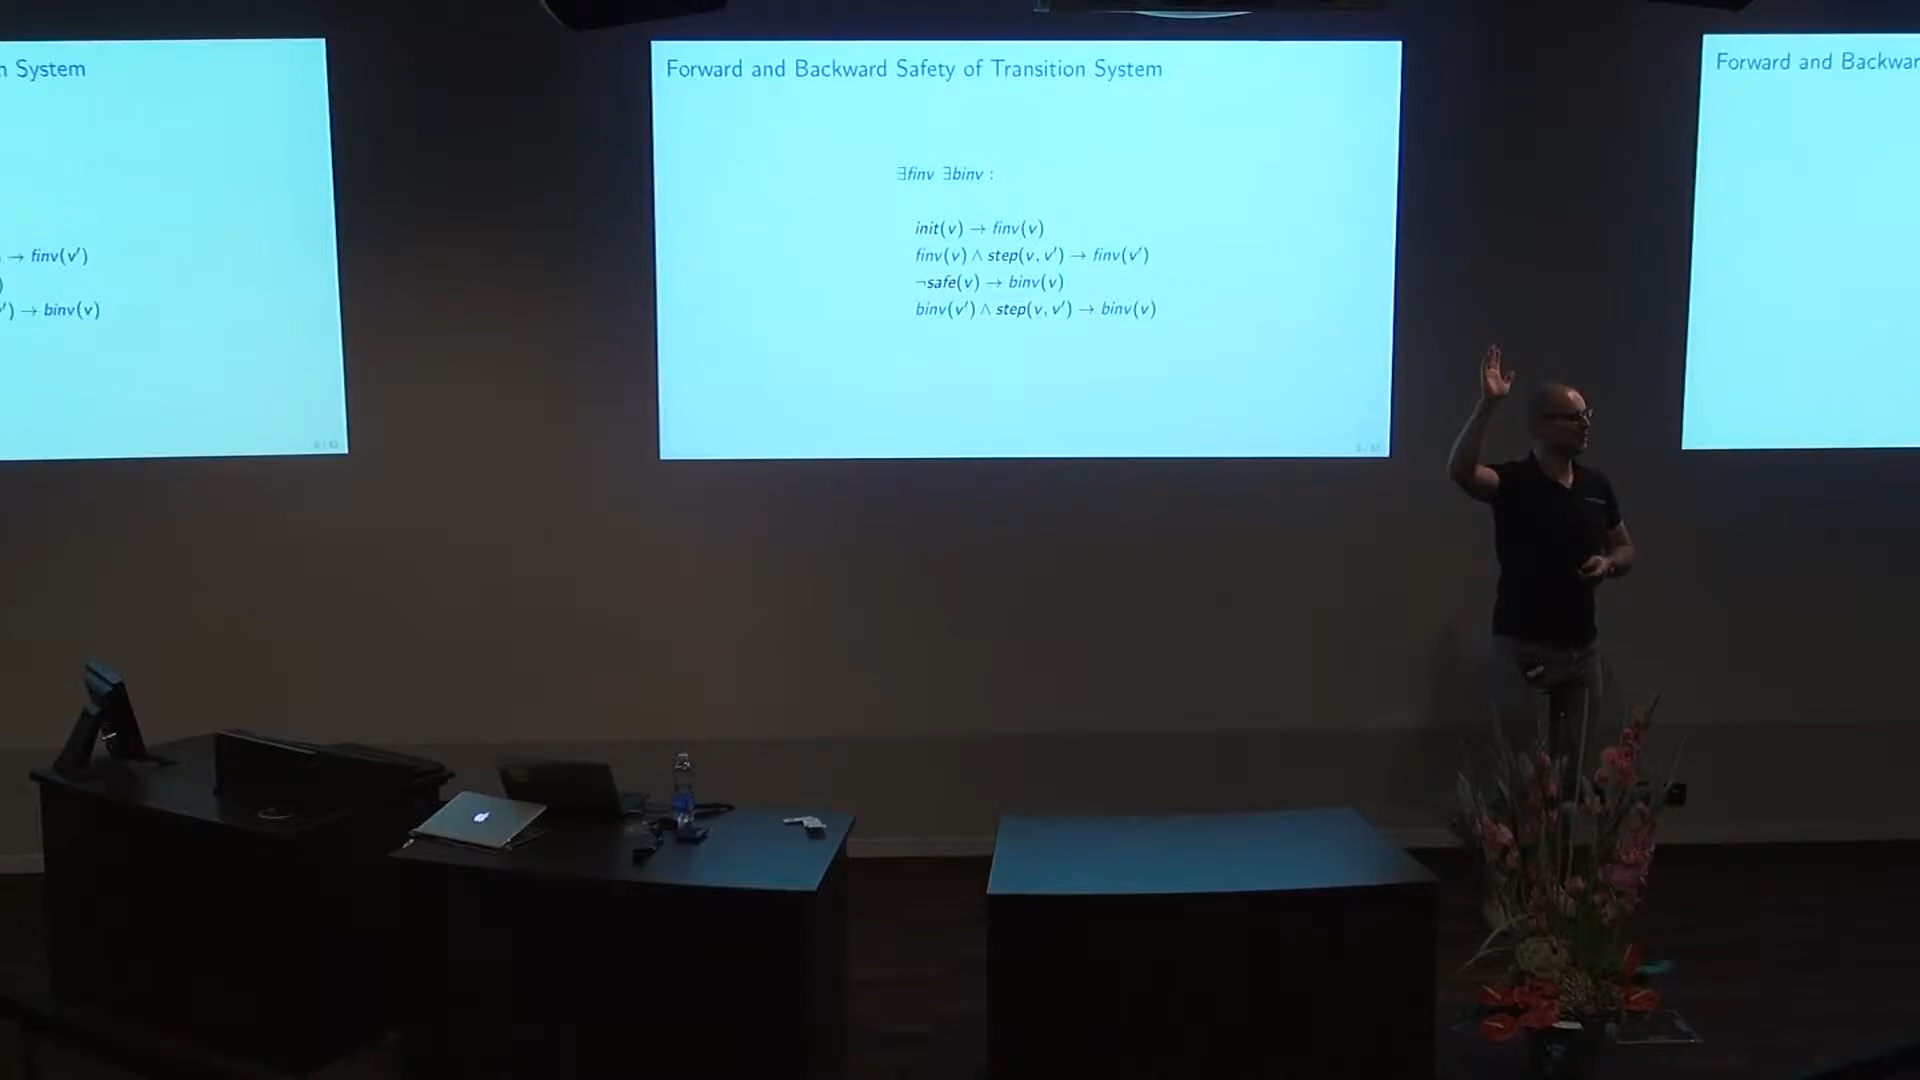 n System
→ finv(v′)
)
′) → binv(v)
Forward and Backward Safety of Transition System
∃finv ∃binv :
init(v) → finv(v)
finv(v) ∧ step(v, v′) → finv(v′)
¬safe(v) → binv(v)
binv(v′) ∧ step(v, v′) → binv(v)
Forward and Backwar